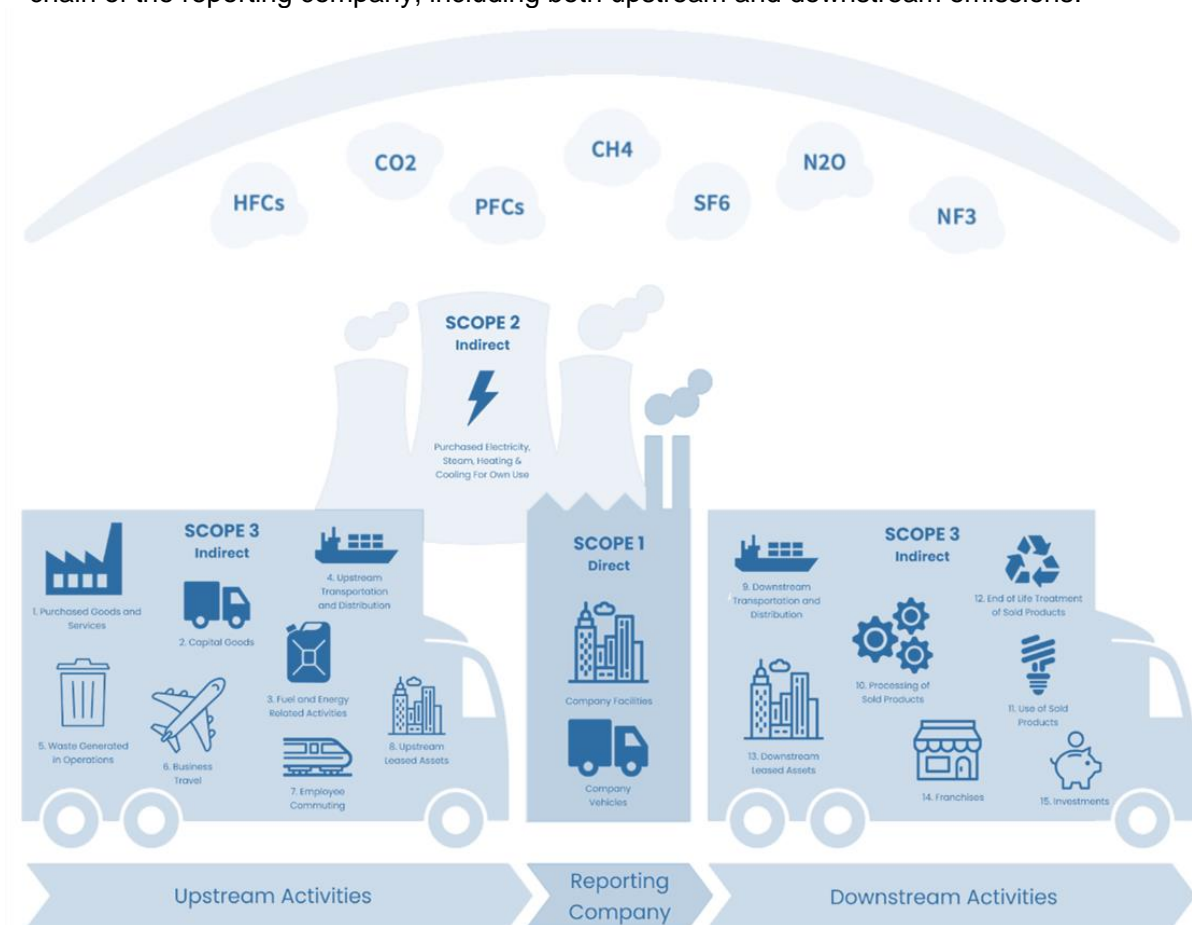 chain of the reporting company, including both upstream and downstream emissions.
HFCs
CO2
PFCs
CH4
SF6
N2O
NF3
SCOPE 2
Indirect
Purchased Electricity,
Steam, Heating &
Cooling For Own Use
SCOPE 3
Indirect
1. Purchased Goods and
Services
2. Capital Goods
4. Upstream
Transportation
and Distribution
3. Fuel and Energy
Related Activities
5. Waste Generated
in Operations
6. Business
Travel
7. Employee
Commuting
8. Upstream
Leased Assets
SCOPE 1
Direct
Company Facilities
Company
Vehicles
SCOPE 3
Indirect
9. Downstream
Transportation and
Distribution
10. Processing of
Sold Products
12. End of Life Treatment
of Sold Products
11. Use of Sold
Products
13. Downstream
Leased Assets
14. Franchises
15. Investments
Upstream Activities
Reporting
Company
Downstream Activities